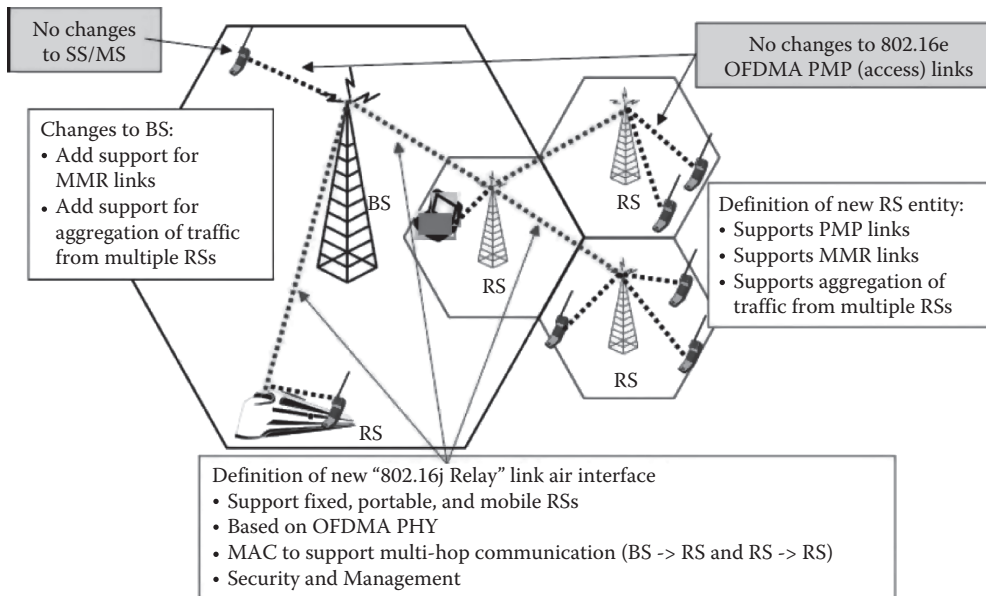 No changes
to SS/MS
No changes to 802.16e
OFDMA PMP (access) links
Changes to BS:
• Add support for
MMR links
• Add support for
aggregation of traffic
from multiple RSs
BS
RS
RS
RS
RS
Definition of new RS entity:
• Supports PMP links
• Supports MMR links
• Supports aggregation of
traffic from multiple RSs
Definition of new “802.16j Relay” link air interface
• Support fixed, portable, and mobile RSs
• Based on OFDMA PHY
• MAC to support multi-hop communication (BS -> RS and RS -> RS)
• Security and Management